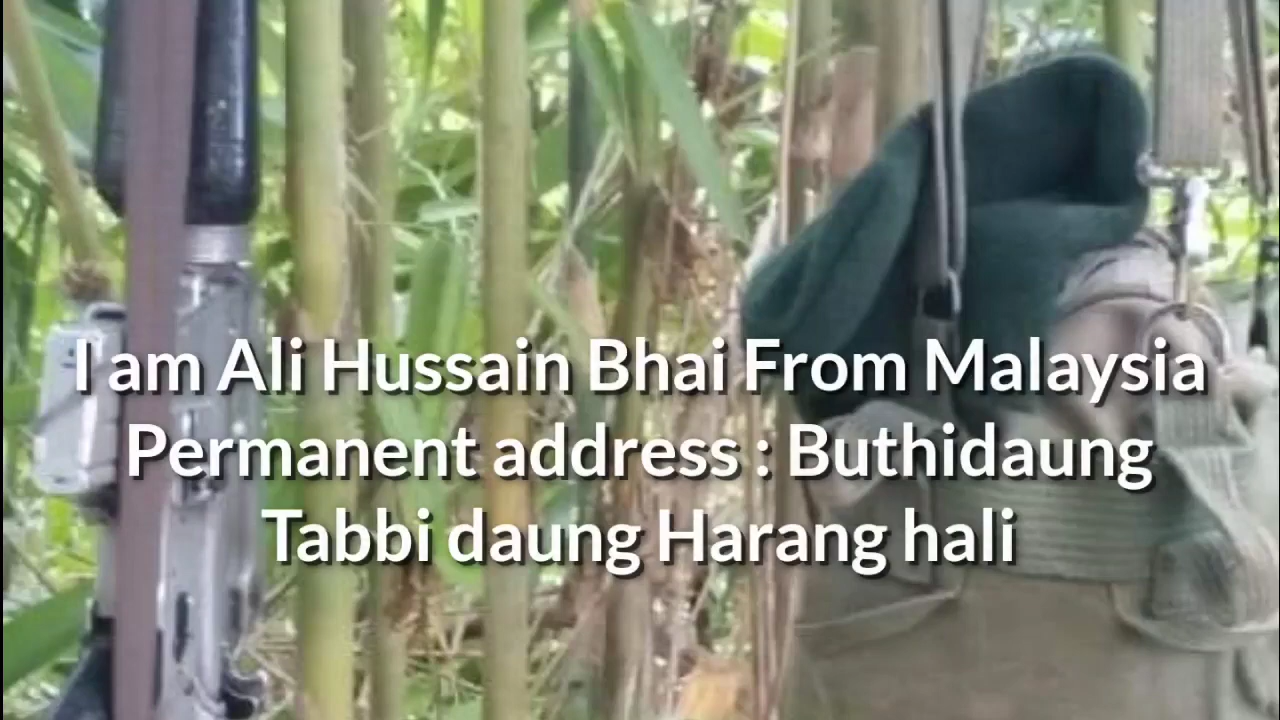 I am Ali Hussain Bhai From Malaysia
Permanent address : Buthidaung
Tabbi daung Harang hali